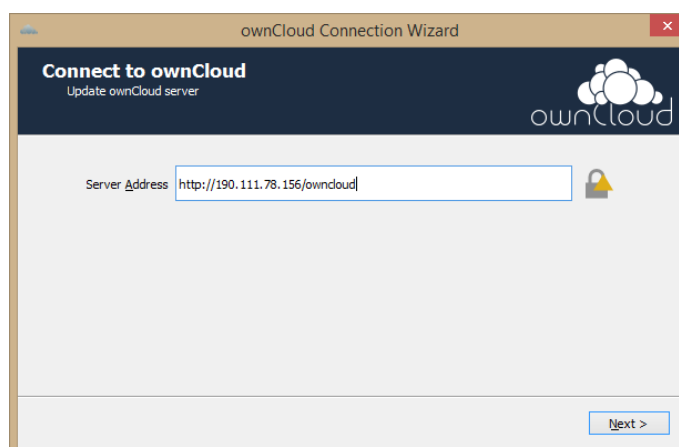 ownCloud Connection Wizard
Connect to ownCloud
Update ownCloud server
ownCloud
Server Address http://190.111.78.156/owncloud
Next >